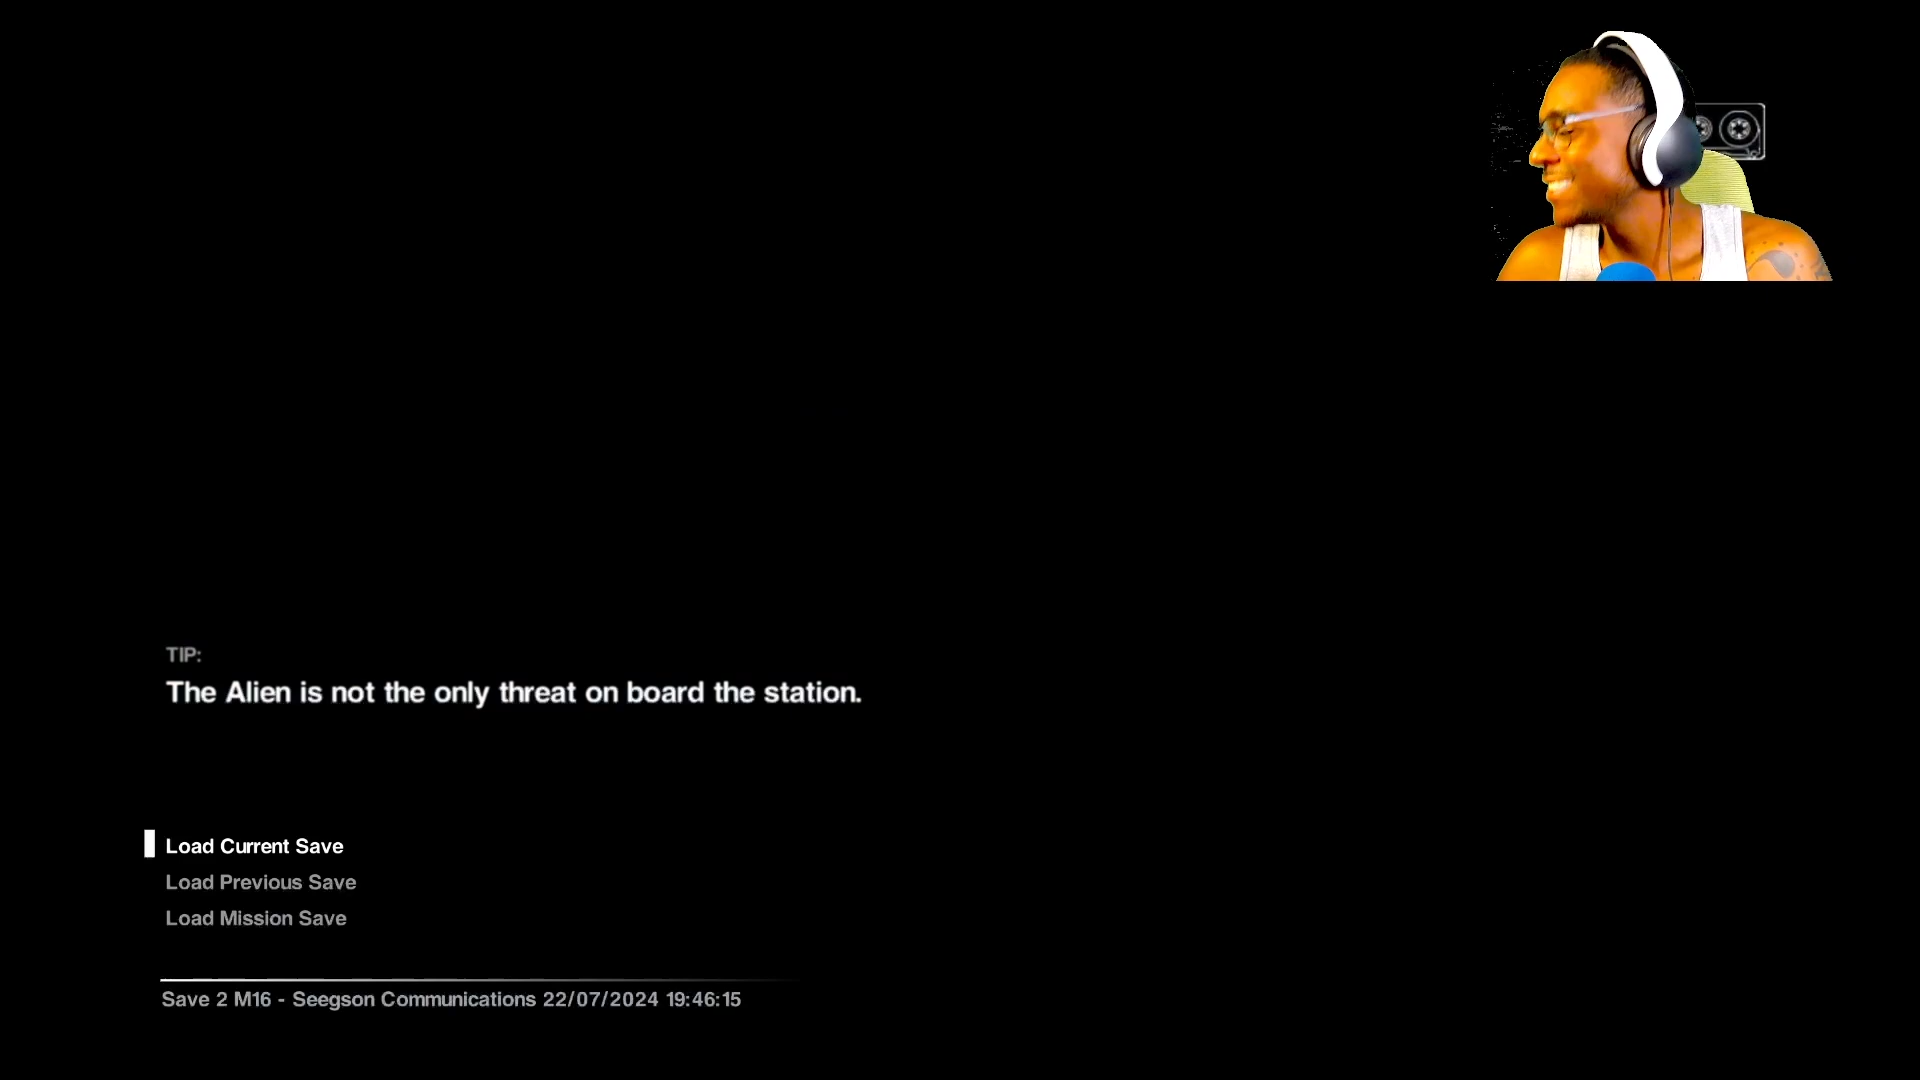 TIP:
The Alien is not the only threat on board the station.
Load Current Save
Load Previous Save
Load Mission Save
Save 2 M16 - Seegson Communications 22/07/2024 19:46:15